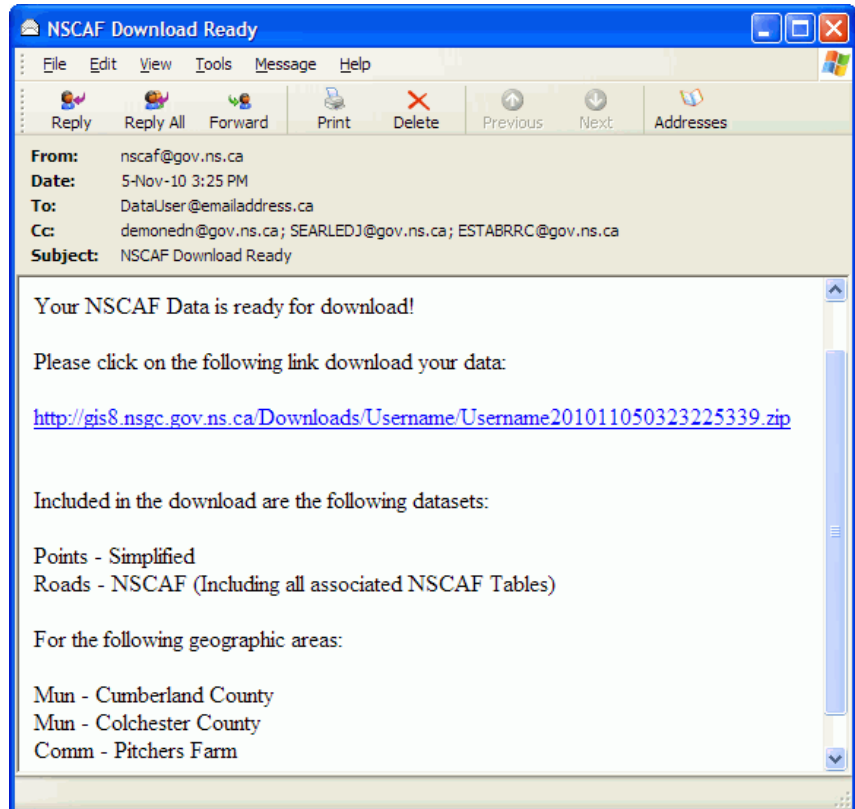 NSCAF Download Ready
File Edit View Tools Message Help
Reply Reply All Forward Print Delete Previous Next Addresses
From: nscaf@gov.ns.ca
Date: 5-Nov-10 3:25 PM
To: DataUser@emailaddress.ca
Cc: demonedn@gov.ns.ca; SEARLEDJ@gov.ns.ca; ESTABRRC@gov.ns.ca
Subject: NSCAF Download Ready
Your NSCAF Data is ready for download!
Please click on the following link download your data:
http://gis8.nsgc.gov.ns.ca/Downloads/Username/Username201011050323225339.zip
Included in the download are the following datasets:
Points - Simplified
Roads - NSCAF (Including all associated NSCAF Tables)
For the following geographic areas:
Mun - Cumberland County
Mun - Colchester County
Comm - Pitchers Farm